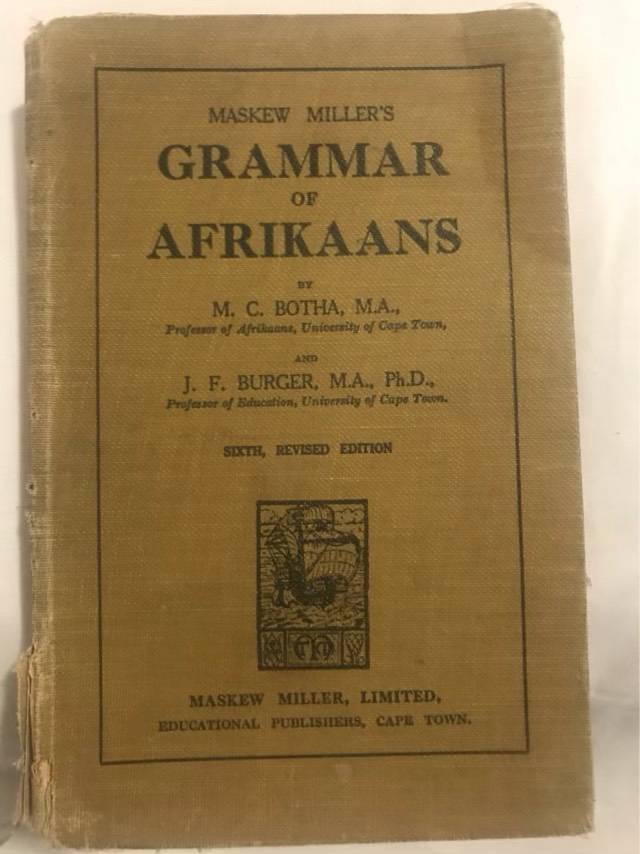 MASKEW MILLER'S
GRAMMAR
OF
AFRIKAANS
BY
M. C. BOTHA, M.A.,
Professor of Afrikaans, University of Cape Town,
AND
J. F. BURGER, M.A., Ph.D.,
Professor of Education, University of Cape Town.
SIXTH, REVISED EDITION
MASKEW MILLER, LIMITED,
EDUCATIONAL PUBLISHERS, CAPE TOWN.